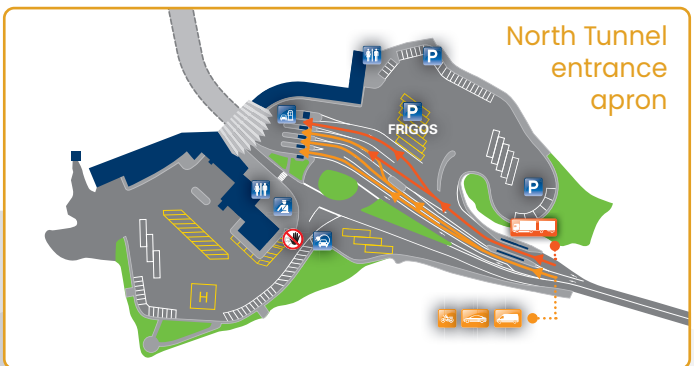 North Tunnel
entrance
apron
P
P
FRIGOS
P
H